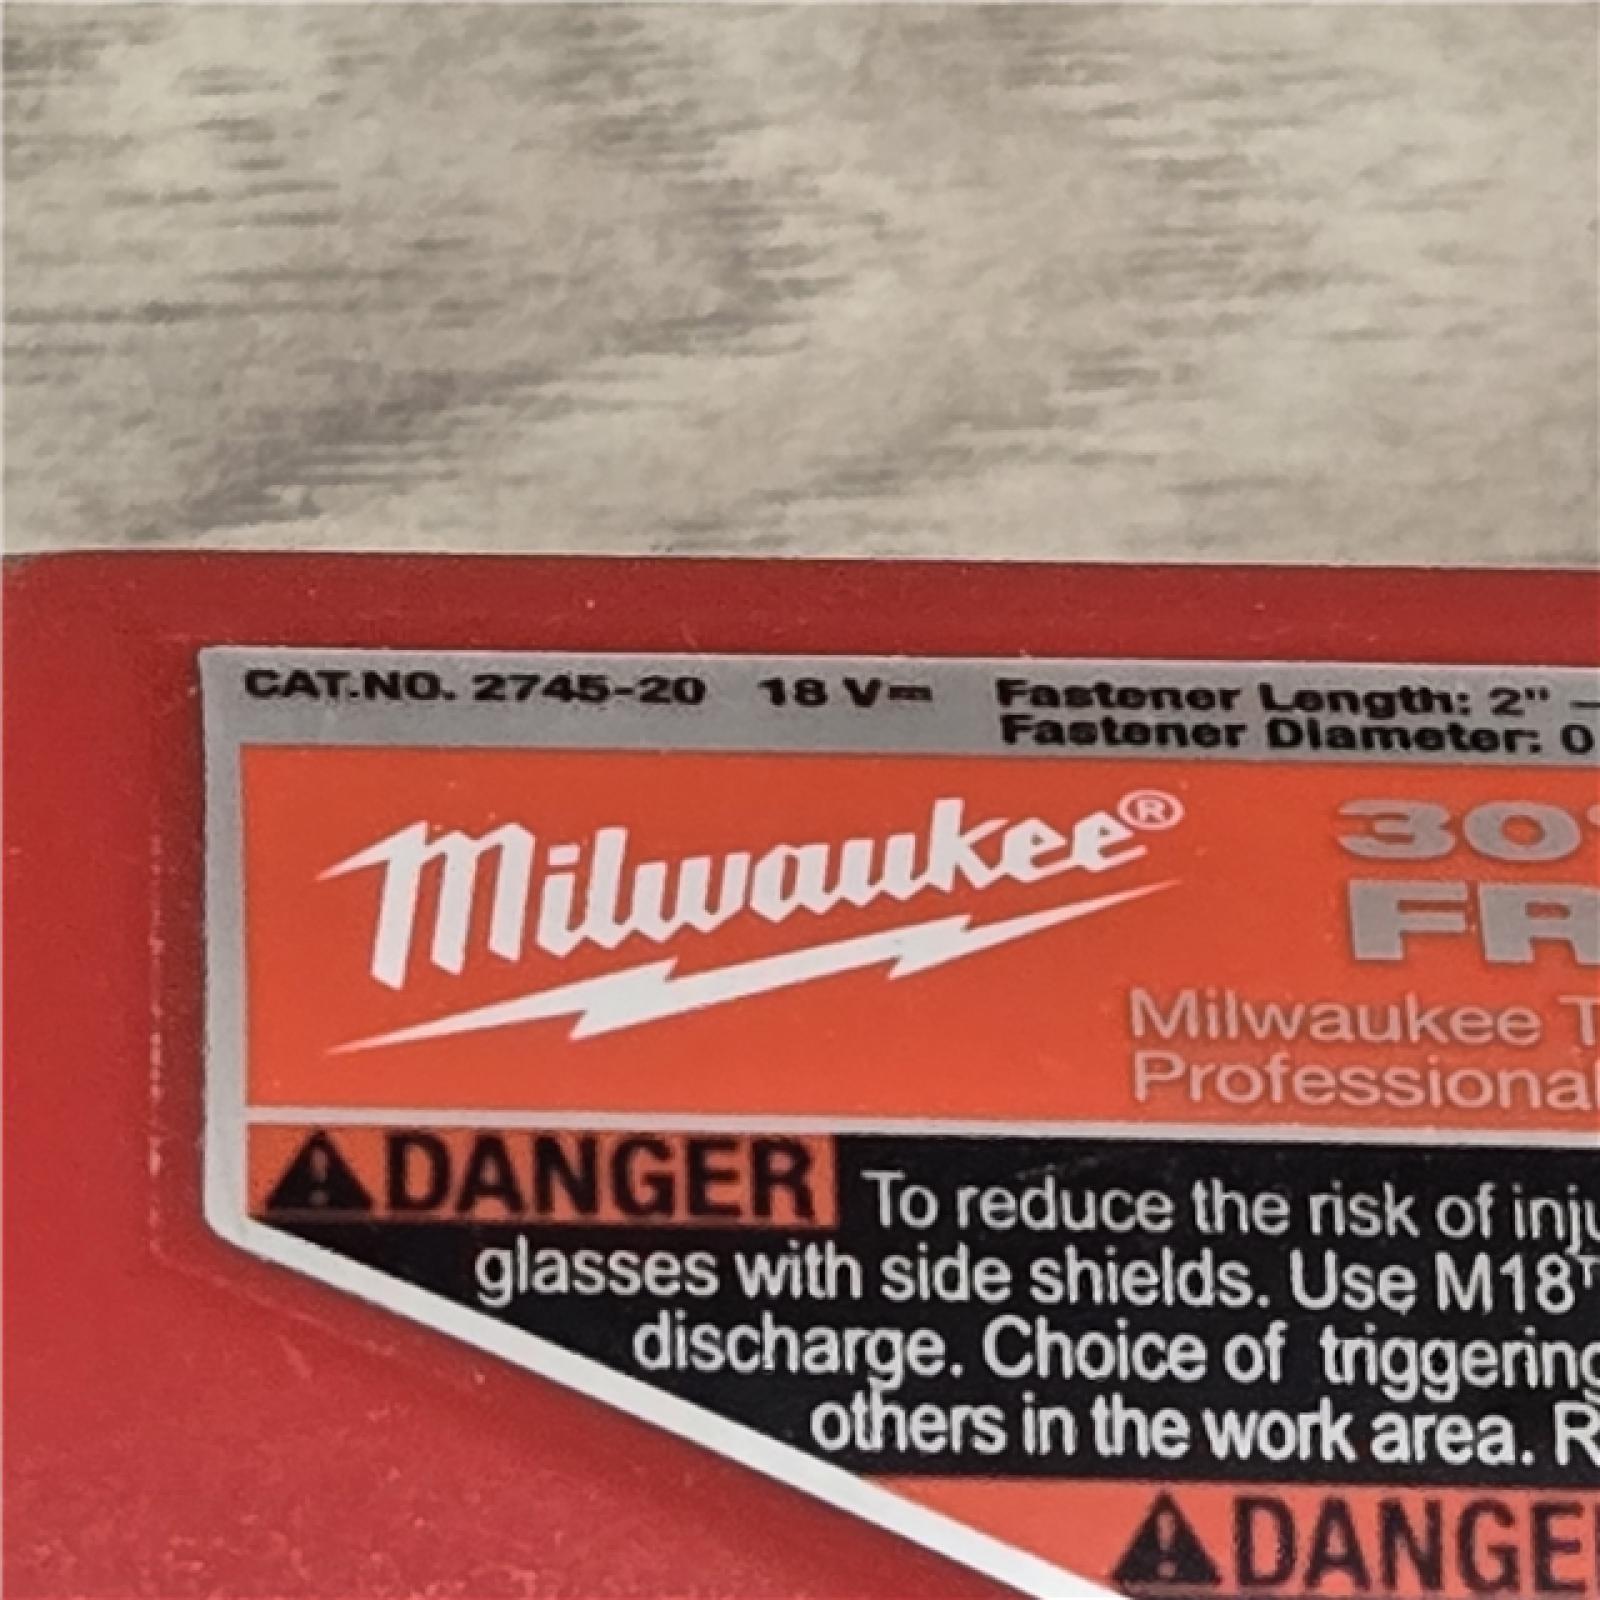 CAT.NO. 2745-20 18 V⎓ Fastener Length: 2" –
Fastener Diameter: 0
Milwaukee®
30°
FR
Milwaukee T
Professional
DANGER To reduce the risk of inju
glasses with side shields. Use M18™
discharge. Choice of triggering
others in the work area. R
DANGE